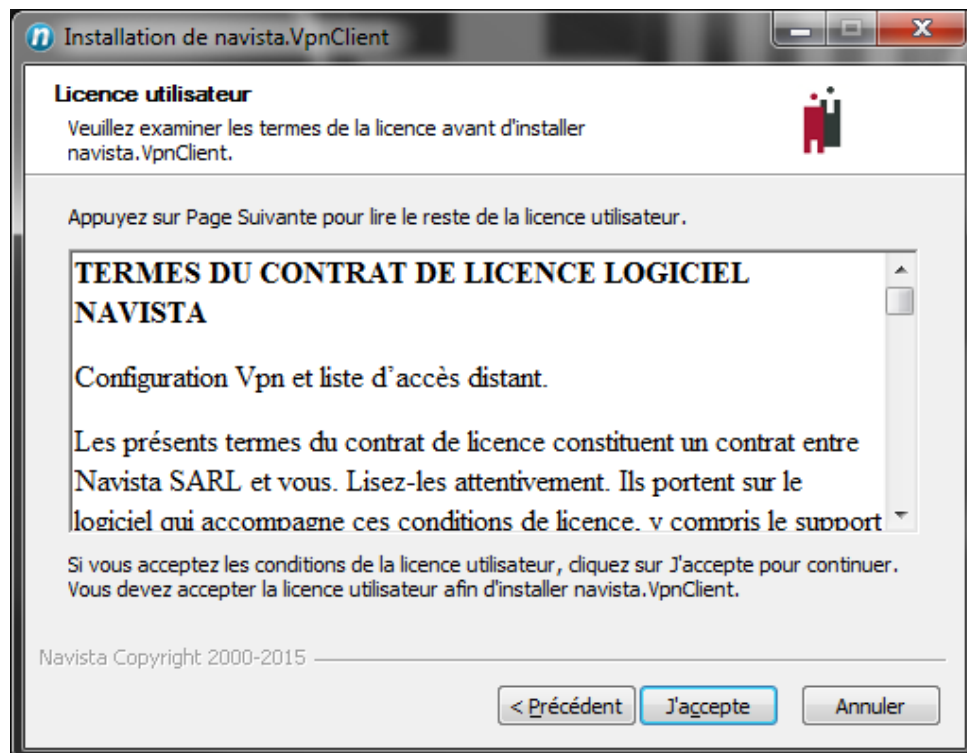 Installation de navista.VpnClient
Licence utilisateur
Veuillez examiner les termes de la licence avant d'installer
navista.VpnClient.
Appuyez sur Page Suivante pour lire le reste de la licence utilisateur.
TERMES DU CONTRAT DE LICENCE LOGICIEL
NAVISTA
Configuration Vpn et liste d’accès distant.
Les présents termes du contrat de licence constituent un contrat entre
Navista SARL et vous. Lisez-les attentivement. Ils portent sur le
logiciel qui accompagne ces conditions de licence, y compris le support
Si vous acceptez les conditions de la licence utilisateur, cliquez sur J'accepte pour continuer.
Vous devez accepter la licence utilisateur afin d'installer navista.VpnClient.
Navista Copyright 2000-2015
< Précédent J'accepte Annuler